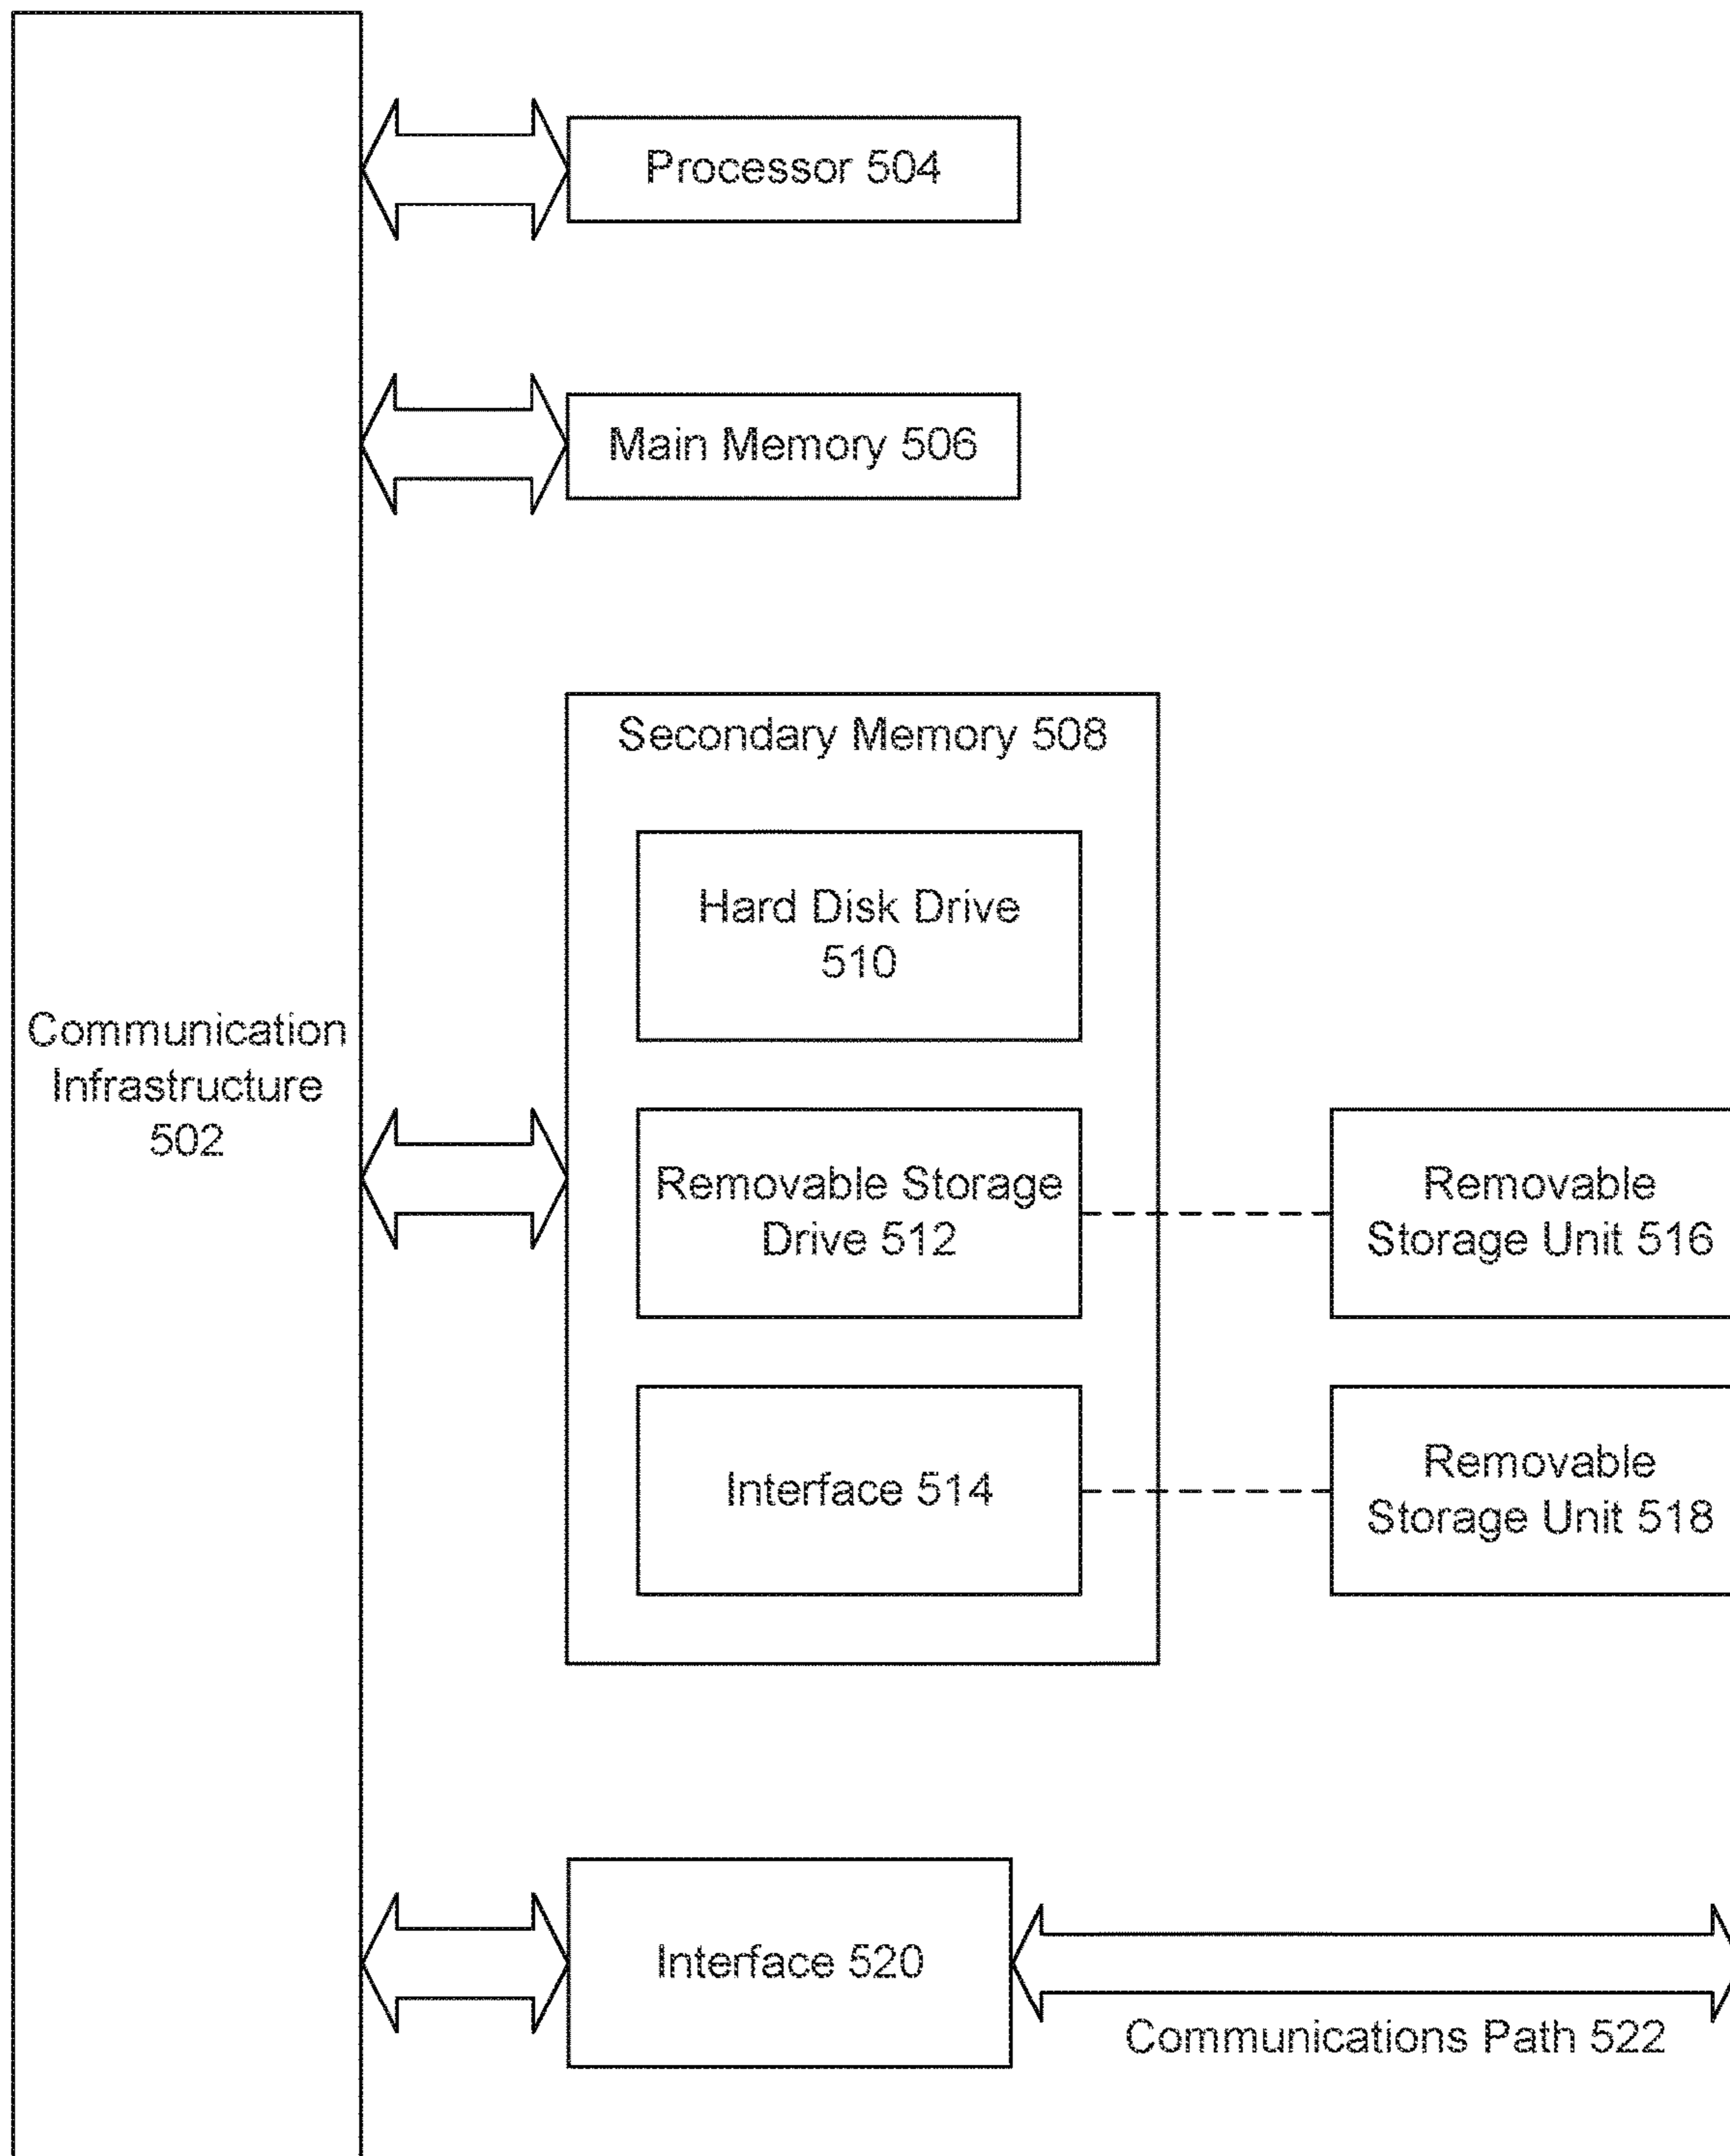 Processor 504
Main Memory 506
Secondary Memory 508
Hard Disk Drive
510
Communication
Infrastructure
502
Removable Storage
Drive 512
Removable
Storage Unit 516
Interface 514
Removable
Storage Unit 518
Interface 520
Communications Path 522